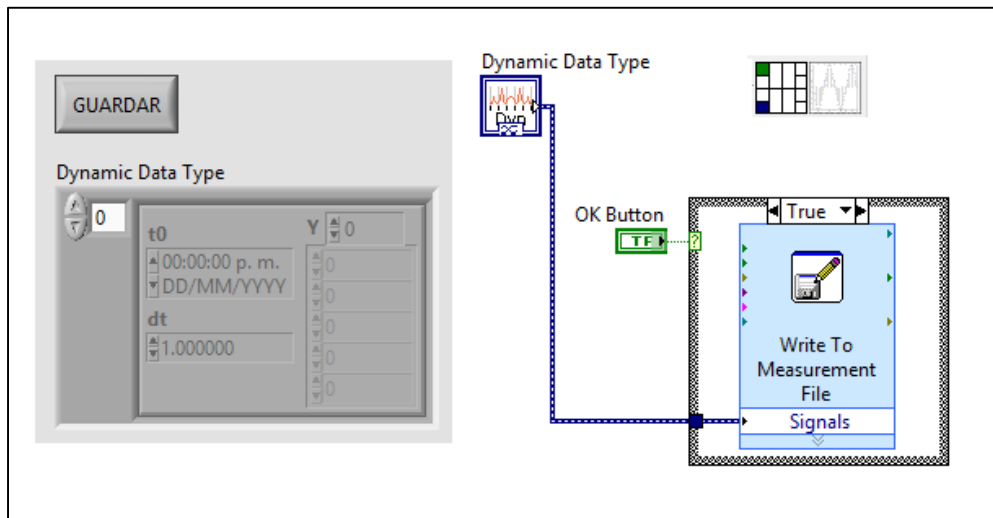 GUARDAR
Dynamic Data Type
0
t0
00:00:00 p. m.
DD/MM/YYYY
dt
1.000000
Y
0
0
0
0
0
0
Dynamic Data Type
Dyn
OK Button
TF
?
True
Write To
Measurement
File
Signals